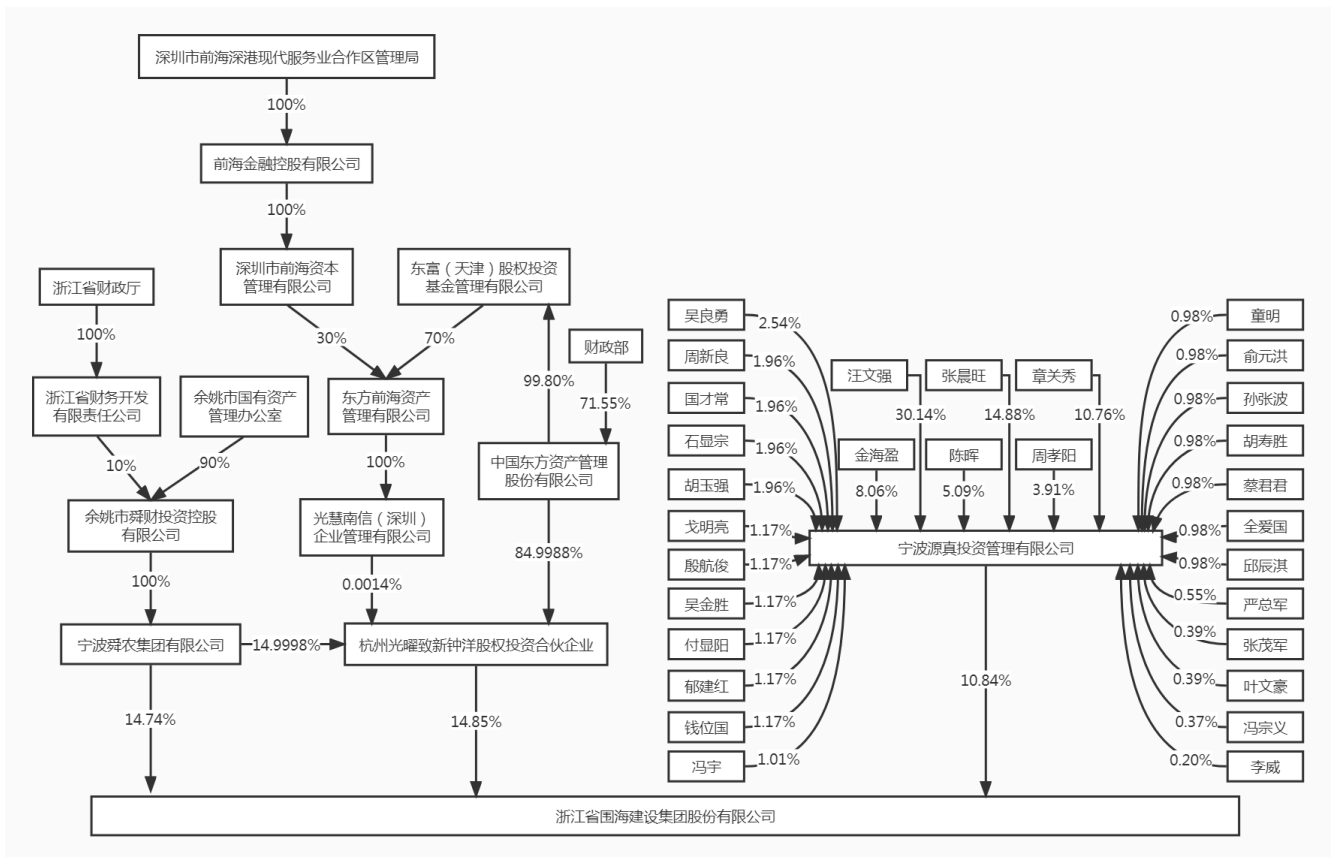 深圳市前海深港现代服务业合作区管理局
100%
前海金融控股有限公司
100%
深圳市前海资本
管理有限公司
东富（天津）股权投资
基金管理有限公司
浙江省财政厅
100%
30%
70%
99.80%
财政部
71.55%
浙江省财务开发
有限责任公司
余姚市国有资产
管理办公室
东方前海资产
管理有限公司
中国东方资产管理
股份有限公司
10%
90%
100%
余姚市舜财投资控股
有限公司
光慧南信（深圳）
企业管理有限公司
84.9988%
100%
0.0014%
宁波舜农集团有限公司
14.9998%
杭州光曜致新钟洋股权投资合伙企业
14.74%
14.85%
吴良勇
2.54%
周新良
1.96%
国才常
1.96%
石显宗
1.96%
胡玉强
1.96%
戈明亮
1.17%
殷航俊
1.17%
吴金胜
1.17%
付显阳
1.17%
郁建红
1.17%
钱位国
1.17%
冯宇
1.01%
汪文强
30.14%
张晨旺
14.88%
章关秀
10.76%
金海盈
8.06%
陈晖
5.09%
周孝阳
3.91%
宁波源真投资管理有限公司
10.84%
0.98%
童明
0.98%
俞元洪
0.98%
孙张波
0.98%
胡寿胜
0.98%
蔡君君
0.98%
全爱国
0.98%
邱辰淇
0.55%
严总军
0.39%
张茂军
0.39%
叶文豪
0.37%
冯宗义
0.20%
李威
浙江省围海建设集团股份有限公司